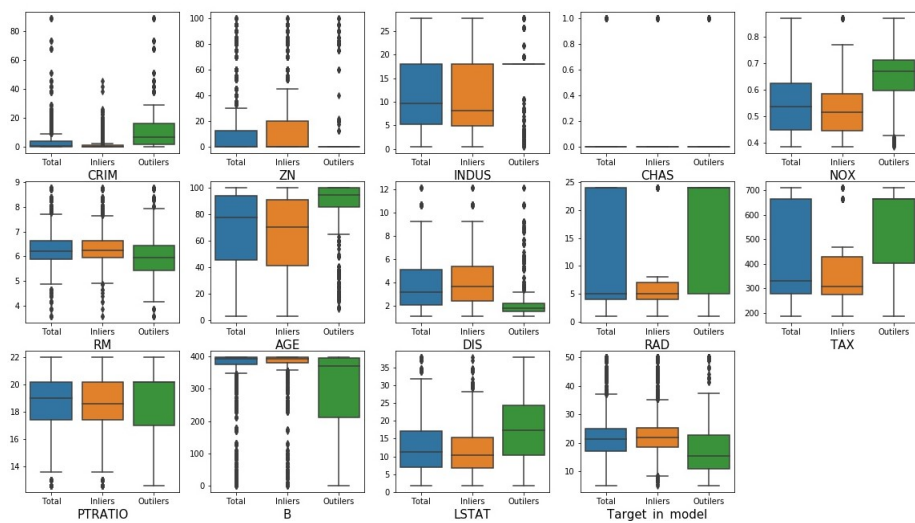 80
60
40
20
0
Total Inliers Outilers
CRIM
100
80
60
40
20
0
Total Inliers Outilers
ZN
25
20
15
10
5
0
Total Inliers Outilers
INDUS
1.0
0.8
0.6
0.4
0.2
0.0
Total Inliers Outilers
CHAS
0.8
0.7
0.6
0.5
0.4
Total Inliers Outilers
NOX
9
8
7
6
5
4
Total Inliers Outilers
RM
100
80
60
40
20
0
Total Inliers Outilers
AGE
12
10
8
6
4
2
Total Inliers Outilers
DIS
25
20
15
10
5
0
Total Inliers Outilers
RAD
700
600
500
400
300
200
Total Inliers Outilers
TAX
22
20
18
16
14
Total Inliers Outilers
PTRATIO
400
300
200
100
0
Total Inliers Outilers
B
35
30
25
20
15
10
5
0
Total Inliers Outilers
LSTAT
50
40
30
20
10
Total Inliers Outilers
Target in model